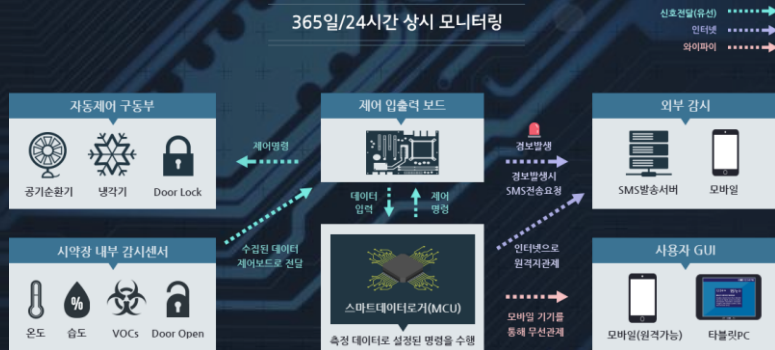 365일/24시간 상시 모니터링
신호전달(유선)
인터넷
와이파이
자동제어 구동부
공기순환기
냉각기
Door Lock
제어명령
제어 입출력 보드
경보발생
경보발생시
SMS전송요청
외부 감시
SMS발송서버
모바일
데이터
입력
제어
명령
시약장 내부 감시센서
온도
습도
VOCs
Door Open
%
수집된 데이터
제어보드로 전달
스마트데이터로거(MCU)
측정 데이터로 설정된 명령을 수행
인터넷으로
원격지관제
모바일 기기를
통해 무선관제
사용자 GUI
모바일(원격가능)
타블릿PC